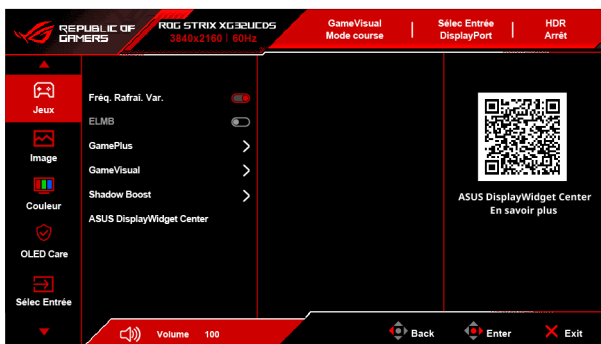 REPUBLIC OF
GAMERS
ROG STRIX XG32UCDS
3840x2160 | 60Hz
GameVisual
Mode course
Sélec Entrée
DisplayPort
HDR
Arrêt
Jeux
Image
Couleur
OLED Care
Sélec Entrée
Fréq. Rafraî. Var.
ELMB
GamePlus
GameVisual
Shadow Boost
ASUS DisplayWidget Center
ASUS DisplayWidget Center
En savoir plus
Volume 100
Back
Enter
Exit